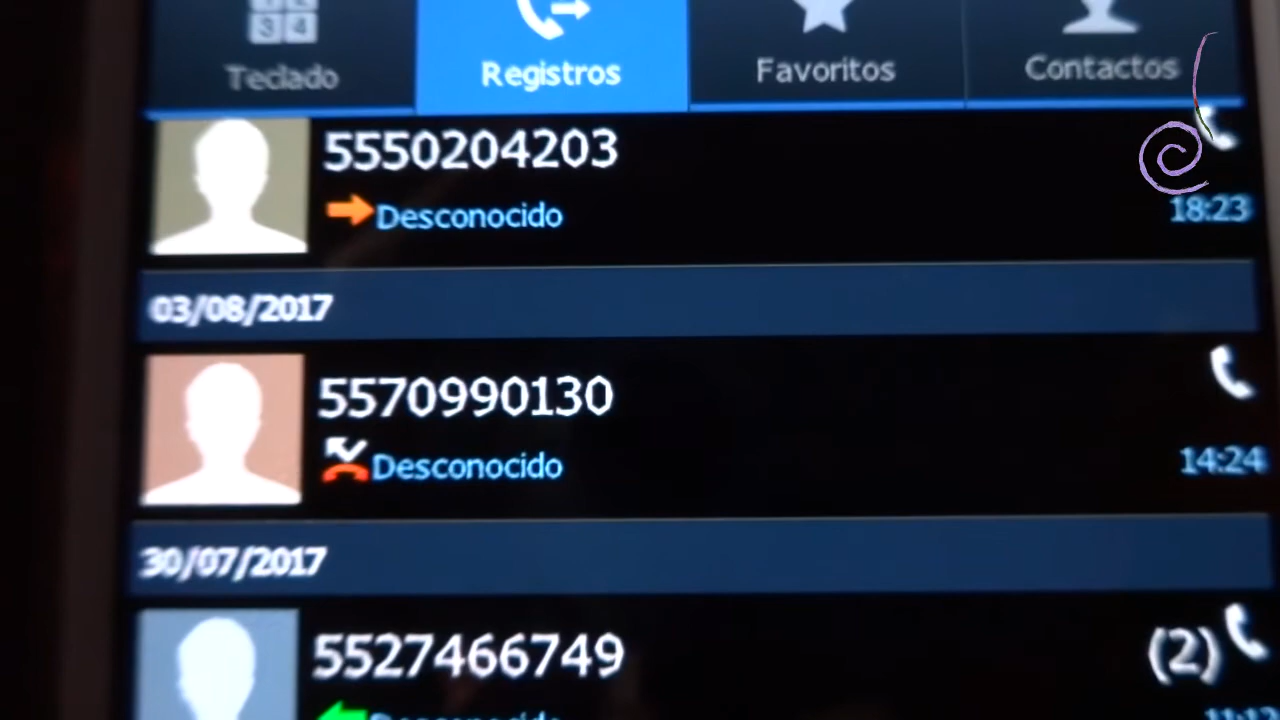 Teclado Registros Favoritos Contactos
5550204203
Desconocido 18:23
03/08/2017
5570990130
Desconocido 14:24
30/07/2017
5527466749 (2)
Desconocido